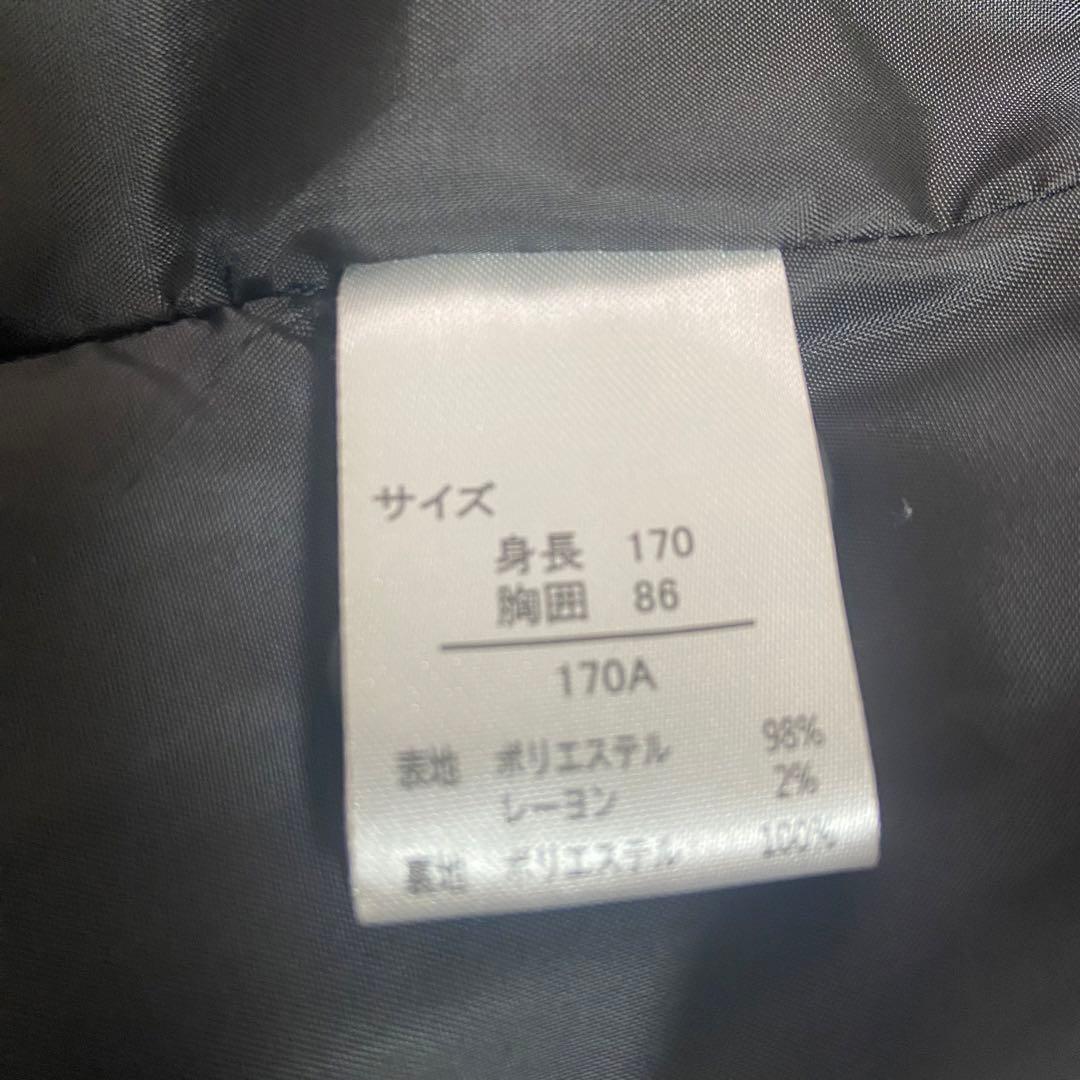 サイズ
身長 170
胸囲 86
170A
表地 ポリエステル 98%
レーヨン 2%
裏地 ポリエステル 100%